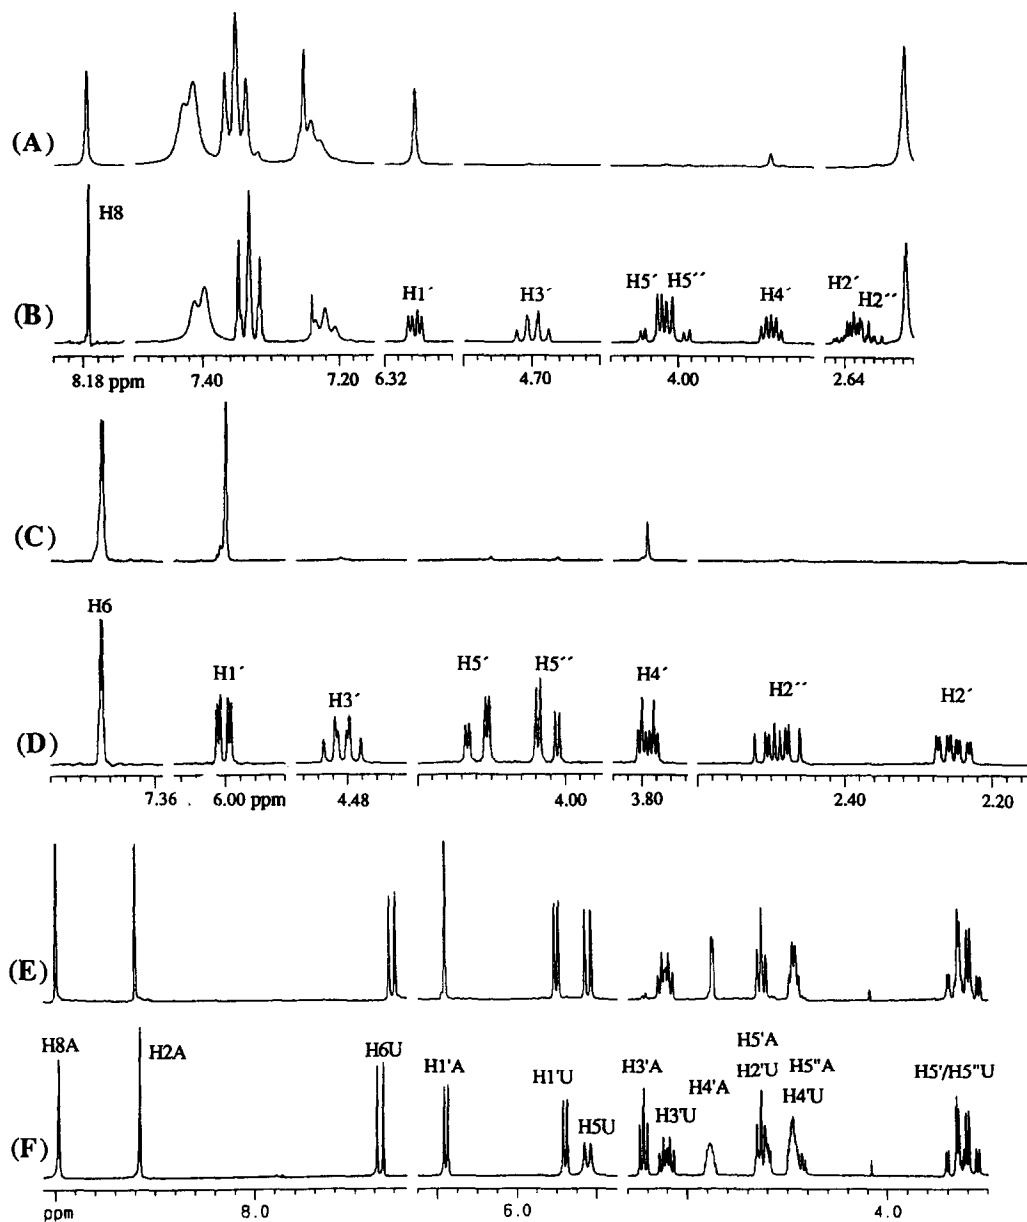 (A)
H8
H1´
H3´
H5´
H5´´
H4´
H2´
H2´´
(B)
8.18 ppm
7.40
7.20
6.32
4.70
4.00
2.64
(C)
H6
H1´
H3´
H5´
H5´´
H4´
H2´´
H2´
(D)
7.36
6.00 ppm
4.48
4.00
3.80
2.40
2.20
(E)
H8A
H2A
H6U
H1'A
H1'U
H5U
H3'A
H3'U
H4'A
H5'A
H2'U
H5"A
H4'U
H5'/H5"U
(F)
ppm
8.0
6.0
4.0